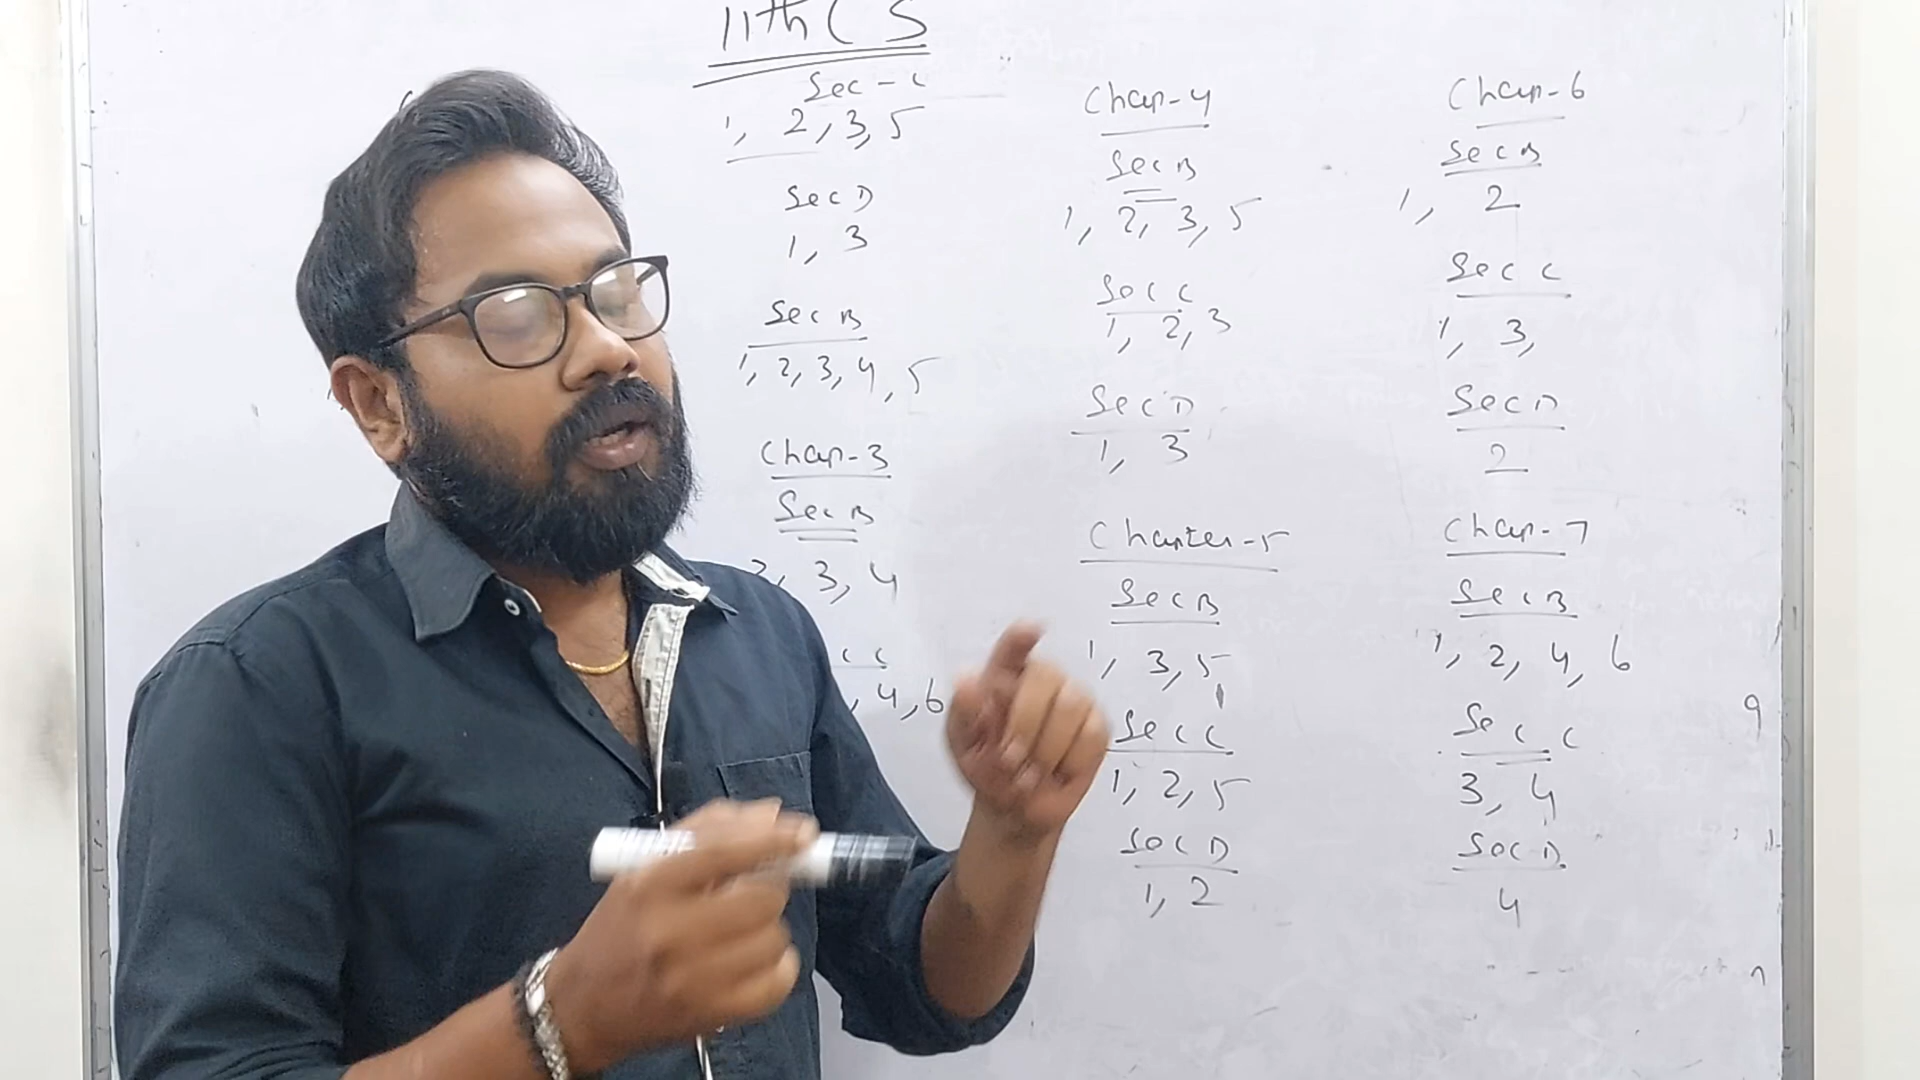 11th CS
Sec - C
1, 2, 3, 5
Sec D
1, 3
Sec B
1, 2, 3, 4, 5
Chap-3
Sec B
3, 4
4, 6
Chap-4
Sec B
1, 2, 3, 5
Sec C
1, 2, 3
Sec D
1, 3
Chapter-5
Sec B
1, 3, 5
Sec C
1, 2, 5
Sec D
1, 2
Chap-6
Sec B
1, 2
Sec C
1, 3,
Sec D
2
Chap-7
Sec B
1, 2, 4, 6
Sec C
3, 4
Sec D
4
9